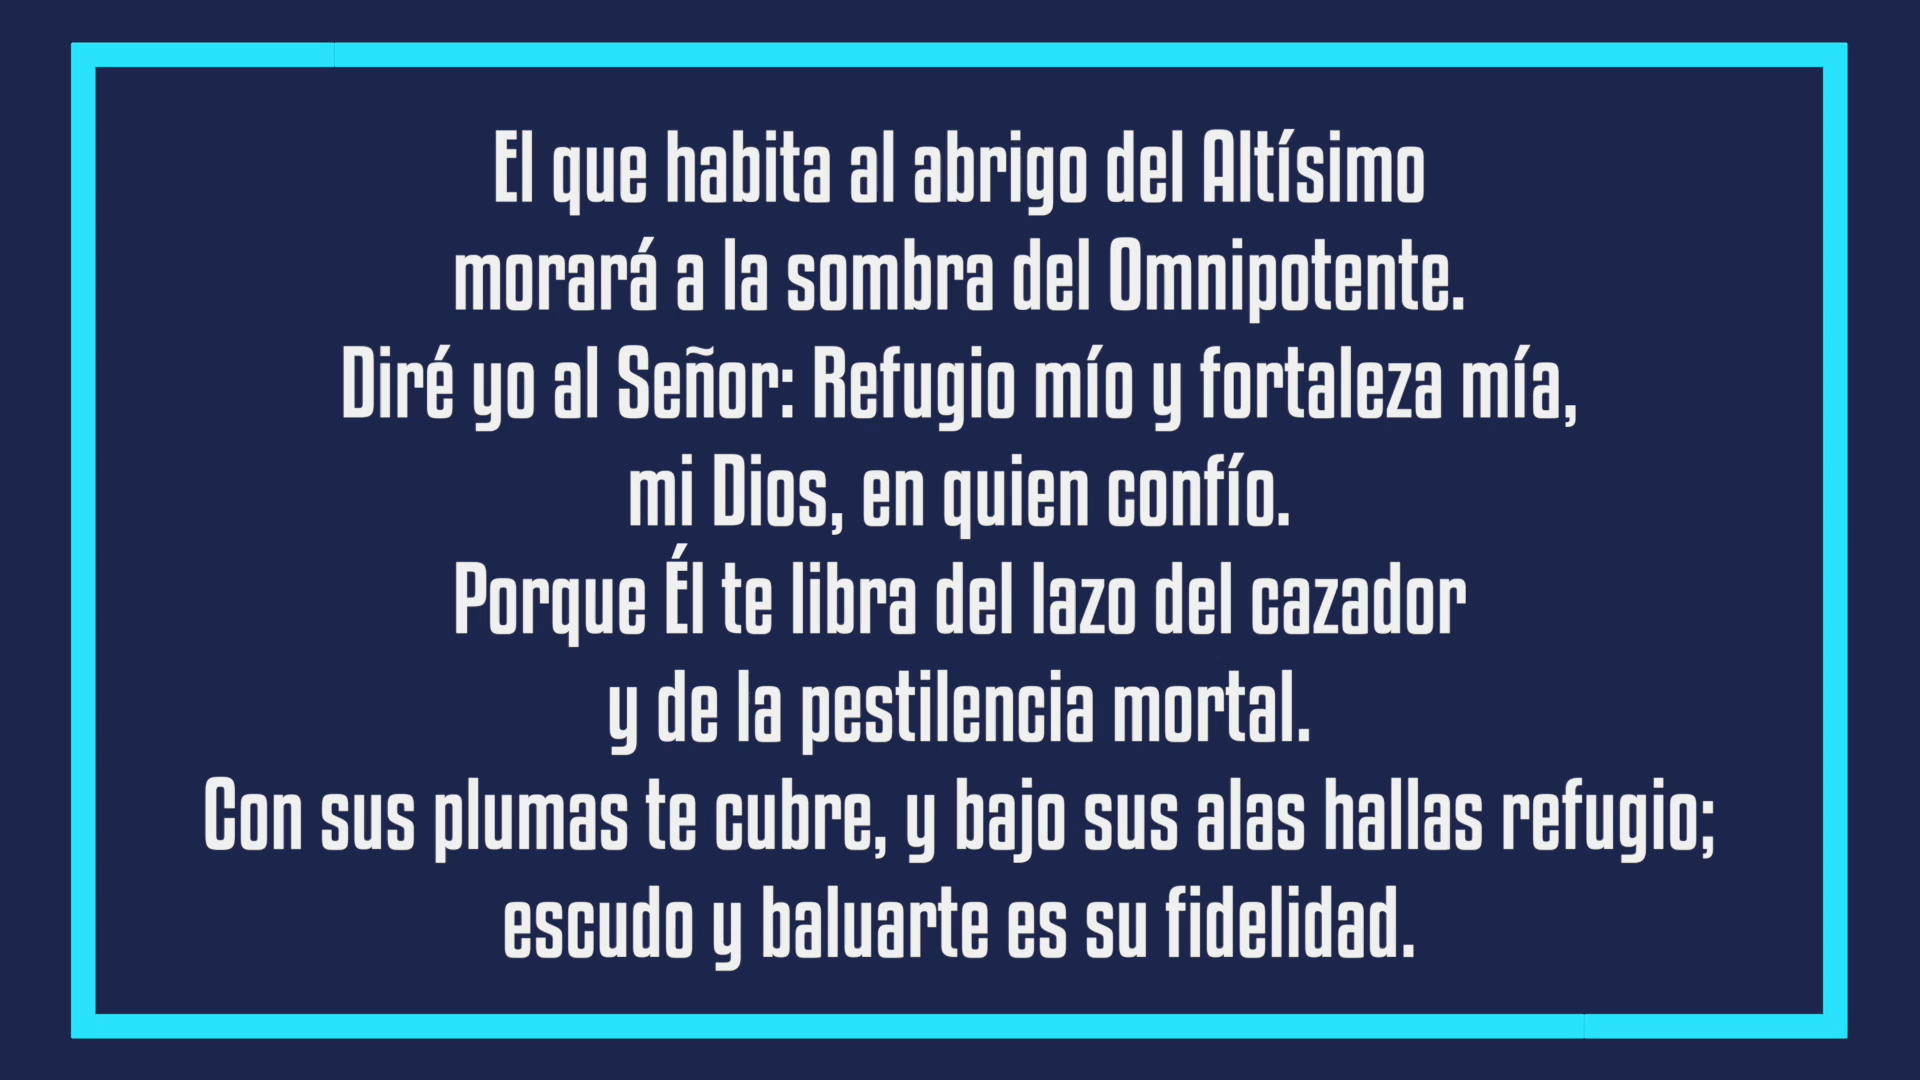 El que habita al abrigo del Altísimo
morará a la sombra del Omnipotente.
Diré yo al Señor: Refugio mío y fortaleza mía,
mi Dios, en quien confío.
Porque Él te libra del lazo del cazador
y de la pestilencia mortal.
Con sus plumas te cubre, y bajo sus alas hallas refugio;
escudo y baluarte es su fidelidad.